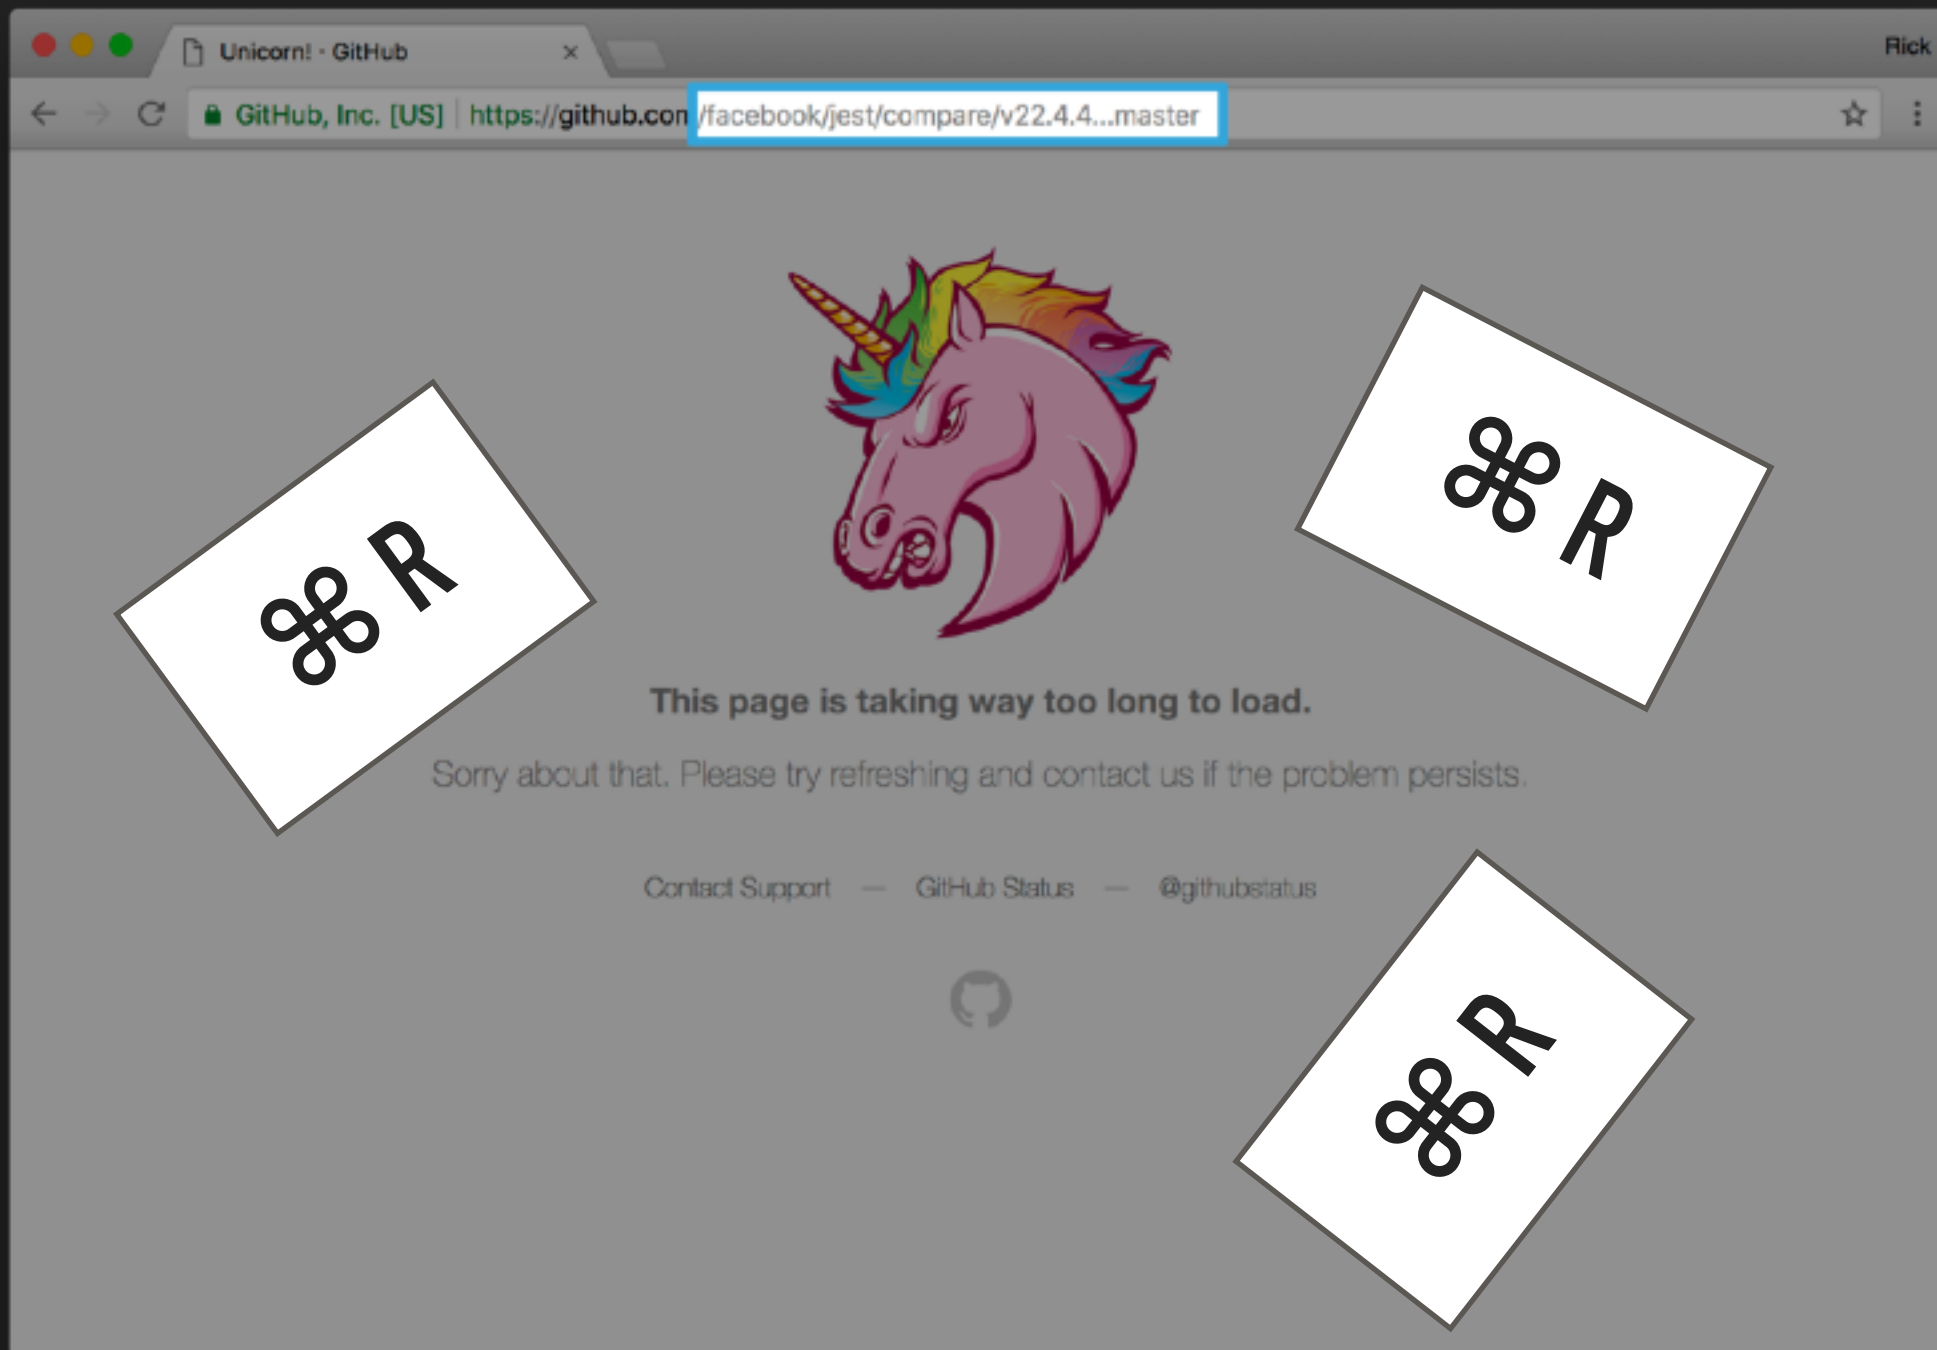 Unicorn! · GitHub
Rick
GitHub, Inc. [US] https://github.com/facebook/jest/compare/v22.4.4...master
⌘ R
⌘ R
This page is taking way too long to load.
Sorry about that. Please try refreshing and contact us if the problem persists.
Contact Support — GitHub Status — @githubstatus
⌘ R